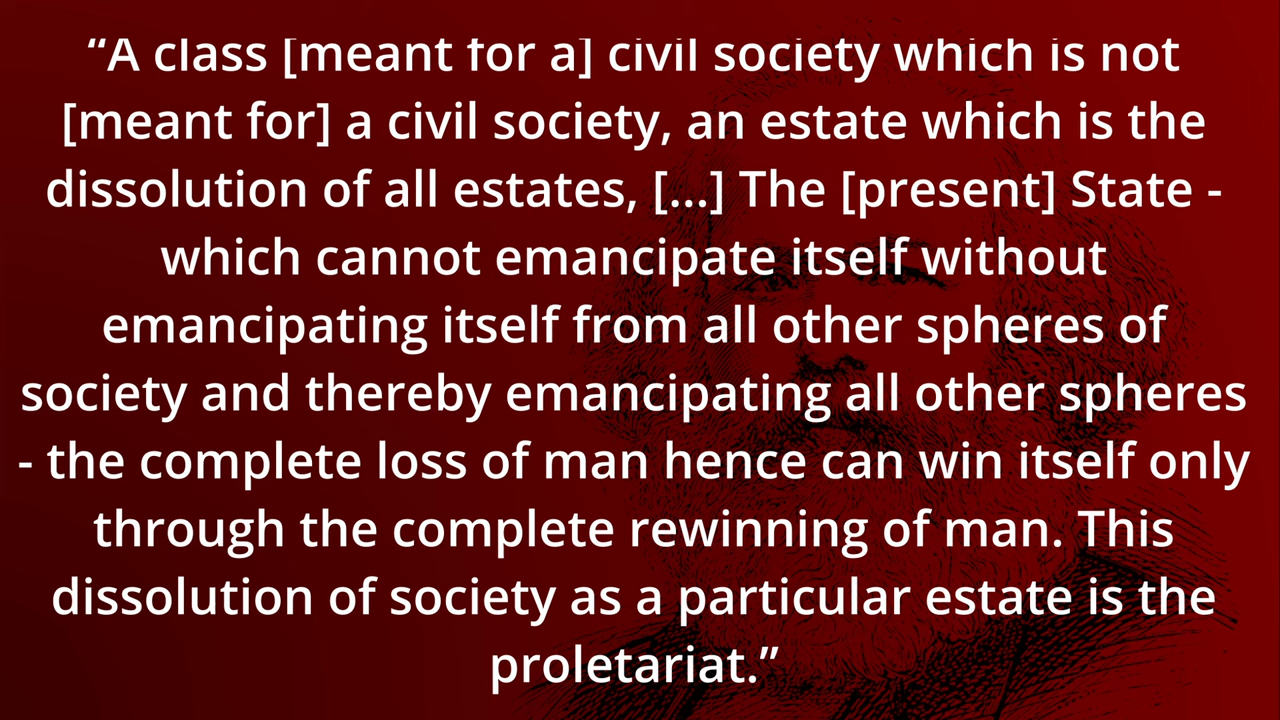 “A class [meant for a] civil society which is not
[meant for] a civil society, an estate which is the
dissolution of all estates, [...] The [present] State -
which cannot emancipate itself without
emancipating itself from all other spheres of
society and thereby emancipating all other spheres
- the complete loss of man hence can win itself only
through the complete rewinning of man. This
dissolution of society as a particular estate is the
proletariat.”